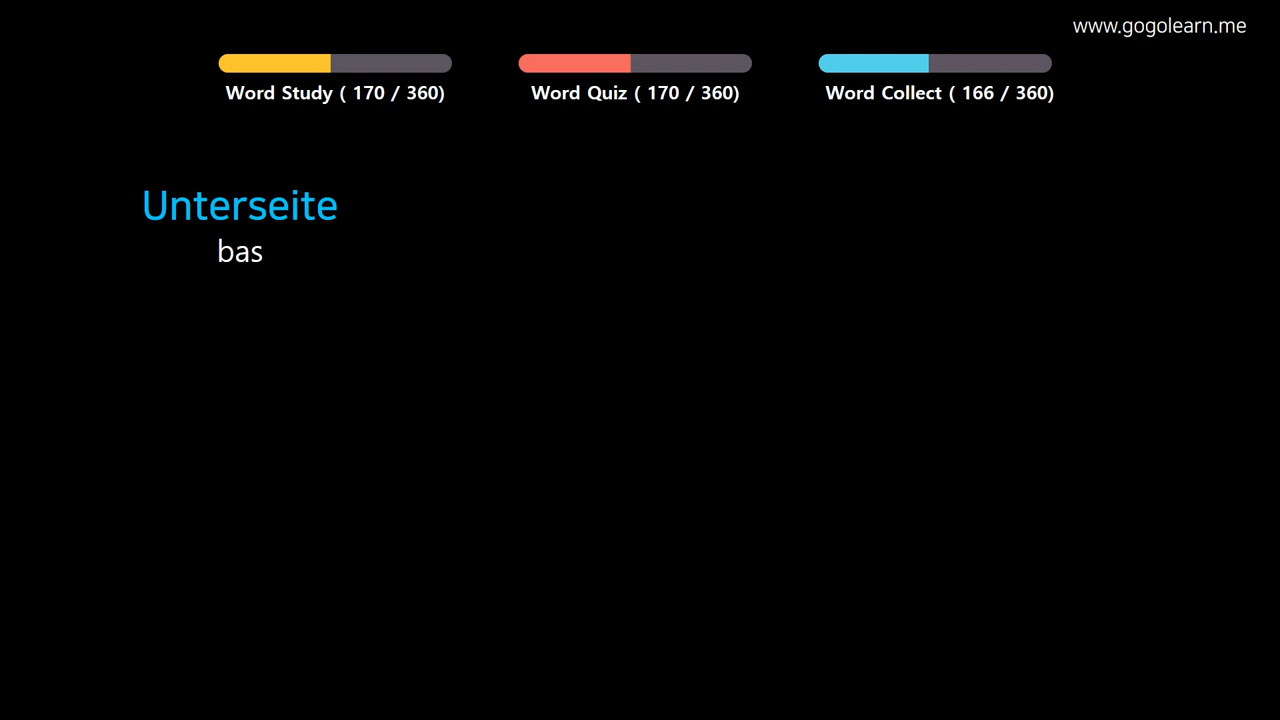 www.gogolearn.me
Word Study ( 170 / 360)
Word Quiz ( 170 / 360)
Word Collect ( 166 / 360)
Unterseite
bas